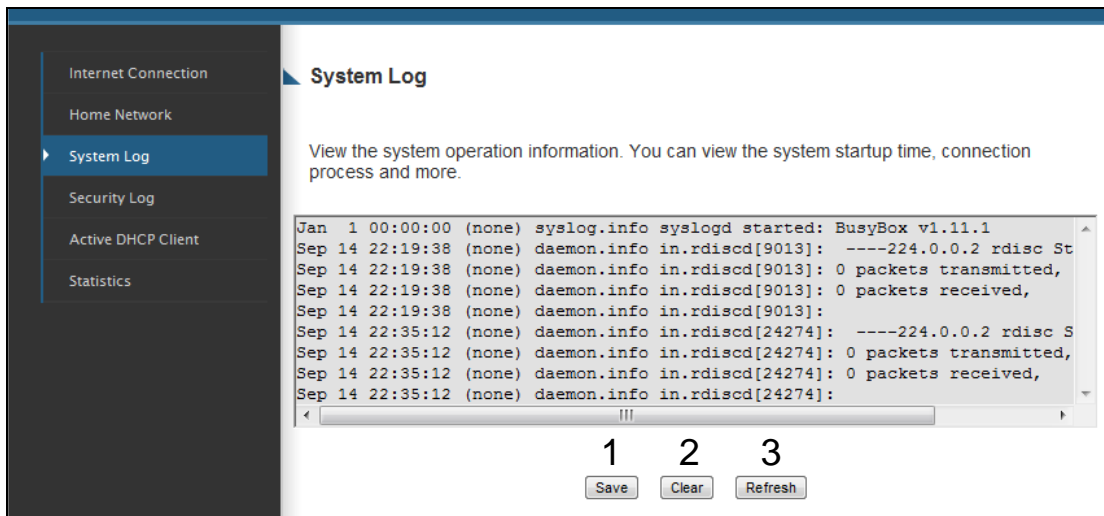 Internet Connection
Home Network
System Log
Security Log
Active DHCP Client
Statistics
System Log
View the system operation information. You can view the system startup time, connection
process and more.
Jan  1 00:00:00 (none) syslog.info syslogd started: BusyBox v1.11.1
Sep 14 22:19:38 (none) daemon.info in.rdiscd[9013]:  ----224.0.0.2 rdisc St
Sep 14 22:19:38 (none) daemon.info in.rdiscd[9013]: 0 packets transmitted,
Sep 14 22:19:38 (none) daemon.info in.rdiscd[9013]: 0 packets received,
Sep 14 22:19:38 (none) daemon.info in.rdiscd[9013]:
Sep 14 22:35:12 (none) daemon.info in.rdiscd[24274]:  ----224.0.0.2 rdisc S
Sep 14 22:35:12 (none) daemon.info in.rdiscd[24274]: 0 packets transmitted,
Sep 14 22:35:12 (none) daemon.info in.rdiscd[24274]: 0 packets received,
Sep 14 22:35:12 (none) daemon.info in.rdiscd[24274]:
1 2 3
Save Clear Refresh